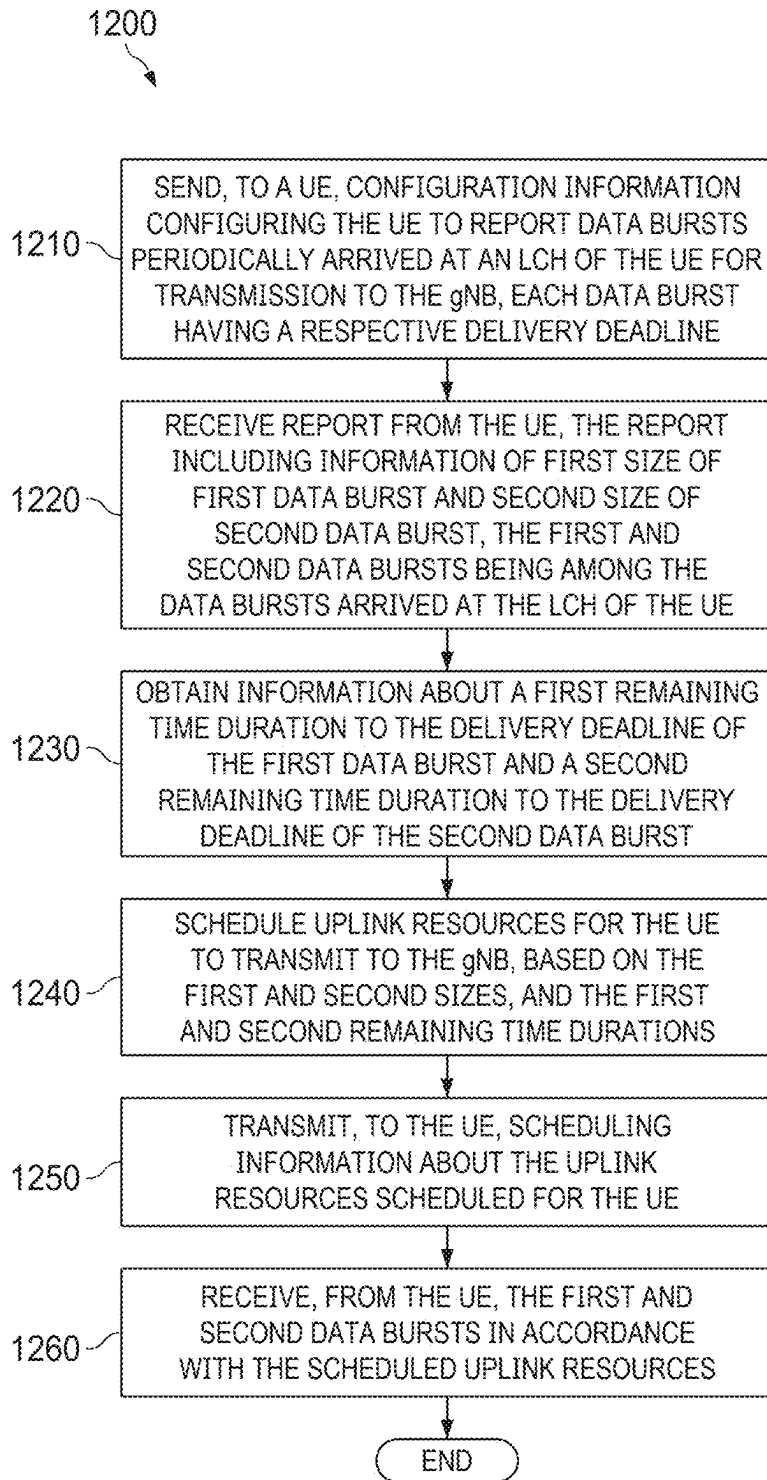 1200
1210
SEND, TO A UE, CONFIGURATION INFORMATION
CONFIGURING THE UE TO REPORT DATA BURSTS
PERIODICALLY ARRIVED AT AN LCH OF THE UE FOR
TRANSMISSION TO THE gNB, EACH DATA BURST
HAVING A RESPECTIVE DELIVERY DEADLINE
1220
RECEIVE REPORT FROM THE UE, THE REPORT
INCLUDING INFORMATION OF FIRST SIZE OF
FIRST DATA BURST AND SECOND SIZE OF
SECOND DATA BURST, THE FIRST AND
SECOND DATA BURSTS BEING AMONG THE
DATA BURSTS ARRIVED AT THE LCH OF THE UE
1230
OBTAIN INFORMATION ABOUT A FIRST REMAINING
TIME DURATION TO THE DELIVERY DEADLINE OF
THE FIRST DATA BURST AND A SECOND
REMAINING TIME DURATION TO THE DELIVERY
DEADLINE OF THE SECOND DATA BURST
1240
SCHEDULE UPLINK RESOURCES FOR THE UE
TO TRANSMIT TO THE gNB, BASED ON THE
FIRST AND SECOND SIZES, AND THE FIRST
AND SECOND REMAINING TIME DURATIONS
1250
TRANSMIT, TO THE UE, SCHEDULING
INFORMATION ABOUT THE UPLINK
RESOURCES SCHEDULED FOR THE UE
1260
RECEIVE, FROM THE UE, THE FIRST AND
SECOND DATA BURSTS IN ACCORDANCE
WITH THE SCHEDULED UPLINK RESOURCES
END